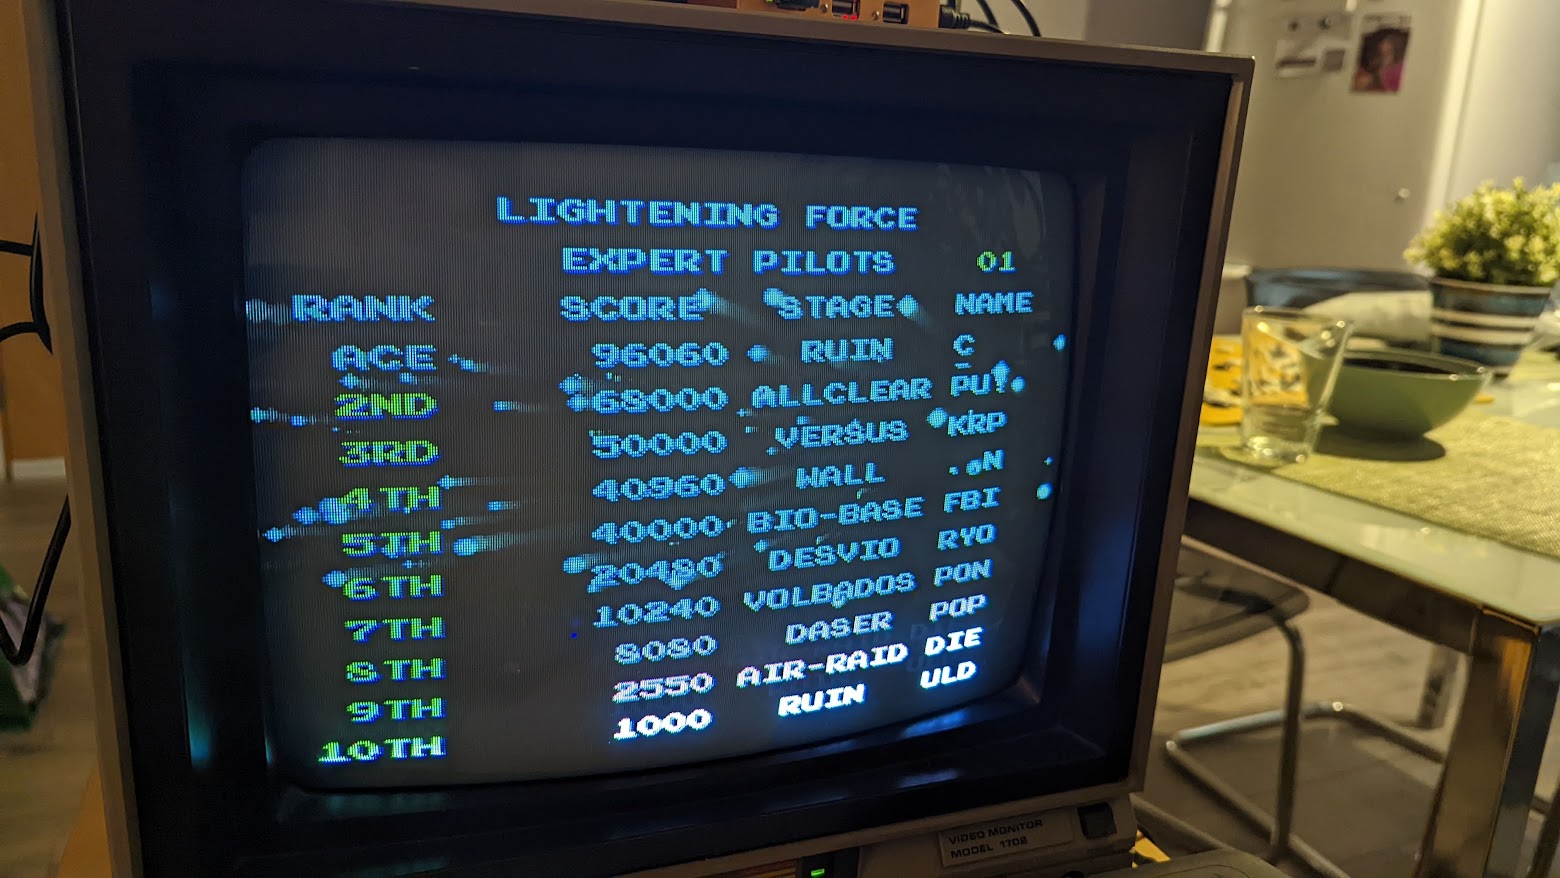 LIGHTENING FORCE
EXPERT PILOTS 01
RANK SCORE STAGE NAME
ACE 96060 RUIN C
2ND 68000 ALLCLEAR PU!
3RD 50000 VERSUS KRP
4TH 40960 WALL
5TH 40000 BIO-BASE FBI
6TH 20480 DESVIO RYO
7TH 10240 VOLBADOS PON
8TH 8080 DASER POP
9TH 2550 AIR-RAID DIE
10TH 1000 RUIN ULD
VIDEO MONITOR
MODEL 1702